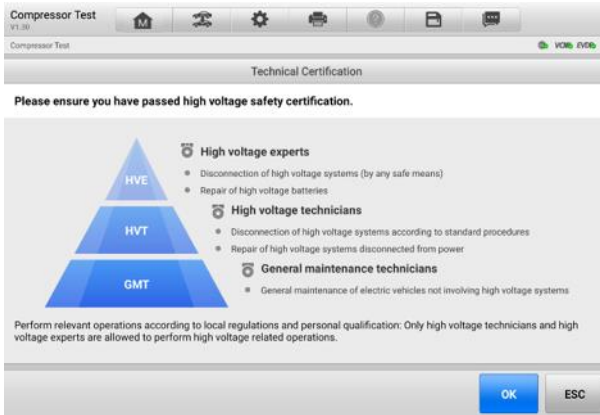 Compressor Test
V1.30
M
Compressor Test
VCMI EVDI
Technical Certification
Please ensure you have passed high voltage safety certification.
HVE
High voltage experts
Disconnection of high voltage systems (by any safe means)
Repair of high voltage batteries
HVT
High voltage technicians
Disconnection of high voltage systems according to standard procedures
Repair of high voltage systems disconnected from power
GMT
General maintenance technicians
General maintenance of electric vehicles not involving high voltage systems
Perform relevant operations according to local regulations and personal qualification: Only high voltage technicians and high
voltage experts are allowed to perform high voltage related operations.
OK
ESC